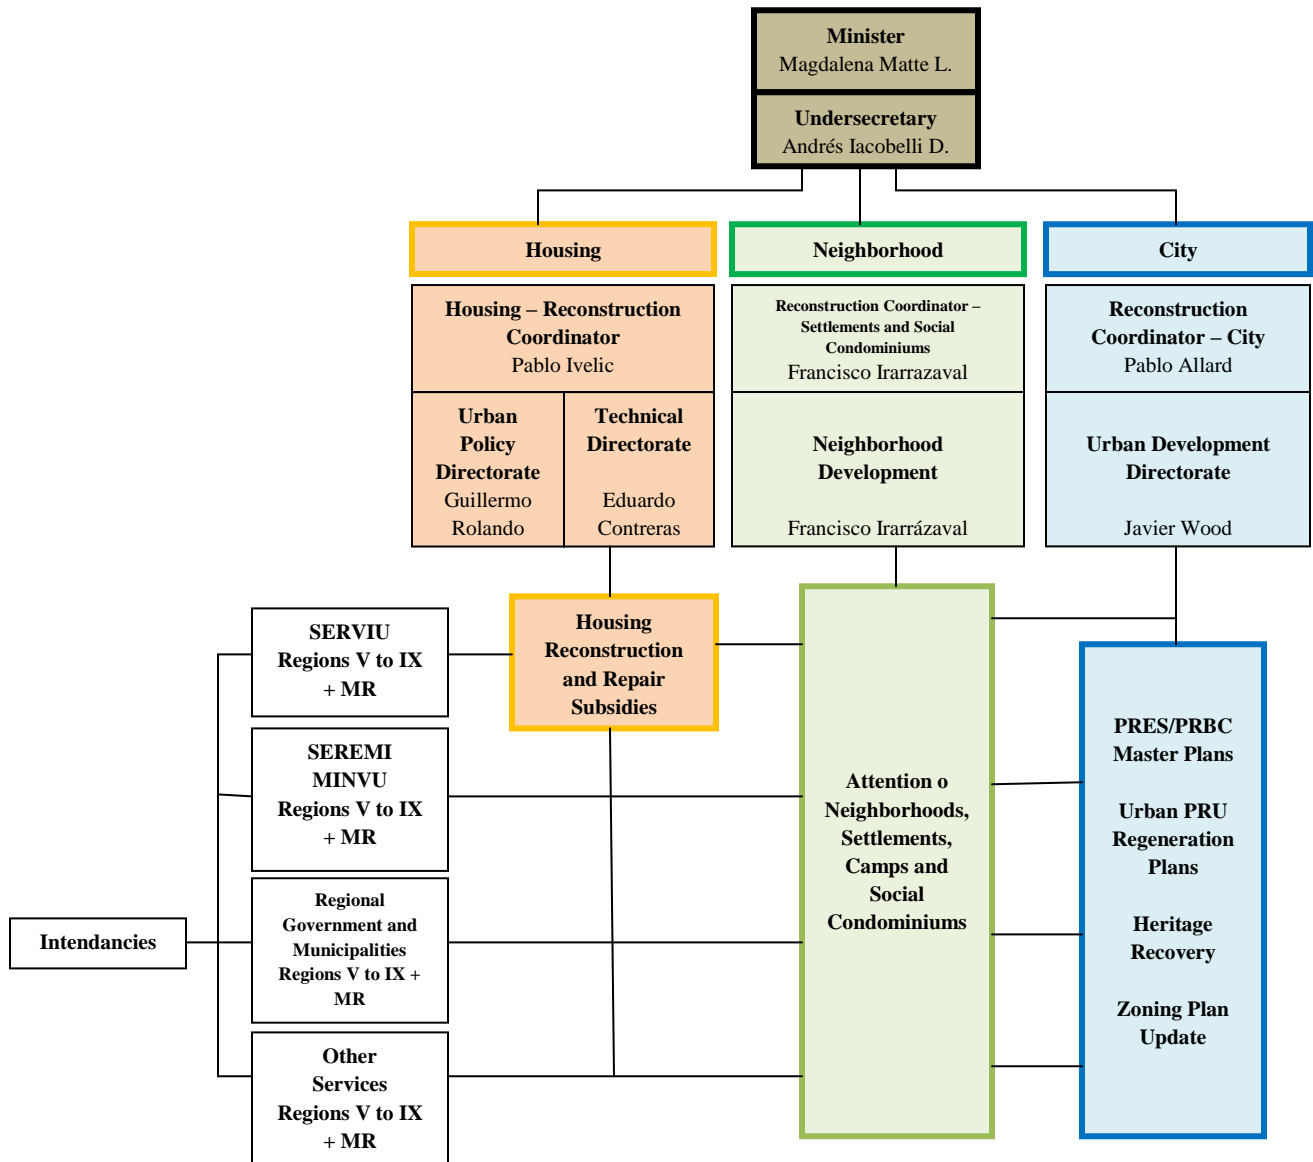 Minister
Magdalena Matte L.
Undersecretary
Andrés Iacobelli D.
Housing
Neighborhood
City
Housing – Reconstruction
Coordinator
Pablo Ivelic
Reconstruction Coordinator –
Settlements and Social
Condominiums
Francisco Irarrazaval
Reconstruction
Coordinator – City
Pablo Allard
Urban
Policy
Directorate
Guillermo
Rolando
Technical
Directorate
Eduardo
Contreras
Neighborhood
Development
Francisco Irarrázaval
Urban Development
Directorate
Javier Wood
SERVIU
Regions V to IX
+ MR
Housing
Reconstruction
and Repair
Subsidies
SEREMI
MINVU
Regions V to IX
+ MR
Attention o
Neighborhoods,
Settlements,
Camps and
Social
Condominiums
PRES/PRBC
Master Plans
Urban PRU
Regeneration
Plans
Heritage
Recovery
Zoning Plan
Update
Intendancies
Regional
Government and
Municipalities
Regions V to IX +
MR
Other
Services
Regions V to IX
+ MR